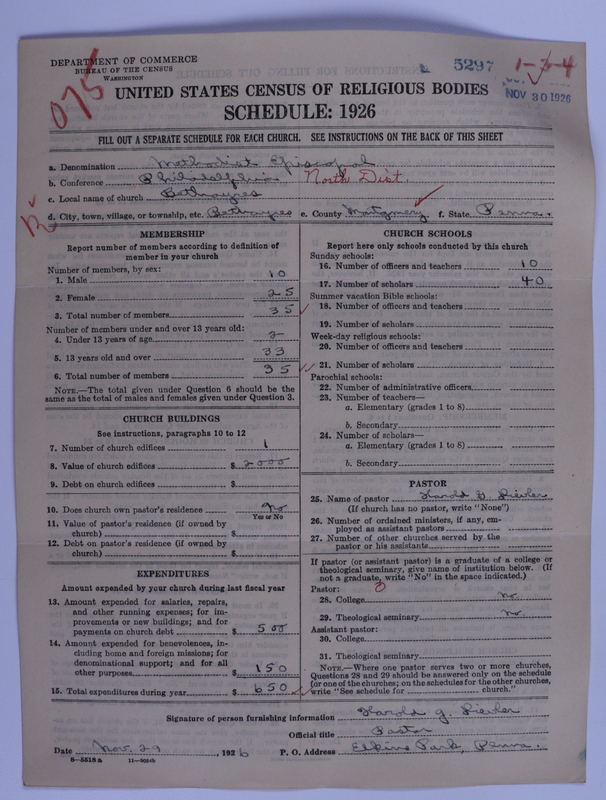 DEPARTMENT OF COMMERCE
BUREAU OF THE CENSUS
WASHINGTON
075
5297
1-3-4
NOV 30 1926
UNITED STATES CENSUS OF RELIGIOUS BODIES
SCHEDULE: 1926
FILL OUT A SEPARATE SCHEDULE FOR EACH CHURCH. SEE INSTRUCTIONS ON THE BACK OF THIS SHEET
a. Denomination Methodist Episcopal
b. Conference Philadelphia North Dist.
c. Local name of church Bethayres
d. City, town, village, or township, etc. Bethayres e. County Montgmery f. State Penna.
MEMBERSHIP
Report number of members according to definition of
member in your church
Number of members, by sex:
1. Male 10
2. Female 25
3. Total number of members 35
Number of members under and over 13 years old:
4. Under 13 years of age 2
5. 13 years old and over 33
6. Total number of members 35
NOTE.—The total given under Question 6 should be the
same as the total of males and females given under Question 3.
CHURCH BUILDINGS
See instructions, paragraphs 10 to 12
7. Number of church edifices 1
8. Value of church edifices $ 2000
9. Debt on church edifices $
10. Does church own pastor's residence No
Yes or No
11. Value of pastor's residence (if owned by
church) $
12. Debt on pastor's residence (if owned by
church) $
EXPENDITURES
Amount expended by your church during last fiscal year
13. Amount expended for salaries, repairs,
and other running expenses; for im-
provements or new buildings; and for
payments on church debt $ 500
14. Amount expended for benevolences, in-
cluding home and foreign missions; for
denominational support; and for all
other purposes $ 150
15. Total expenditures during year $ 650
CHURCH SCHOOLS
Report here only schools conducted by this church
Sunday schools:
16. Number of officers and teachers 10
17. Number of scholars 40
Summer vacation Bible schools:
18. Number of officers and teachers
19. Number of scholars
Week-day religious schools:
20. Number of officers and teachers
21. Number of scholars
Parochial schools:
22. Number of administrative officers
23. Number of teachers—
a. Elementary (grades 1 to 8)
b. Secondary
24. Number of scholars—
a. Elementary (grades 1 to 8)
b. Secondary
PASTOR
25. Name of pastor Harold G.
(If church has no pastor, write "None")
26. Number of ordained ministers, if any, em-
ployed as assistant pastors
27. Number of other churches served by the
pastor or his assistants
If pastor (or assistant pastor) is a graduate of a college or
theological seminary, give name of institution below. (If
not a graduate, write "No" in the space indicated.)
Pastor:
28. College no.
29. Theological seminary no.
Assistant pastor:
30. College
31. Theological seminary
NOTE.—Where one pastor serves two or more churches,
Questions 28 and 29 should be answered only on the schedule
for one of the churches; on the schedules for the other churches,
write "See schedule for church."
Signature of person furnishing information Harold G.
Official title Pastor
Date Nov. 29, 1926 P. O. Address Elkins Park, Penna.
8—5518a 11—9024b